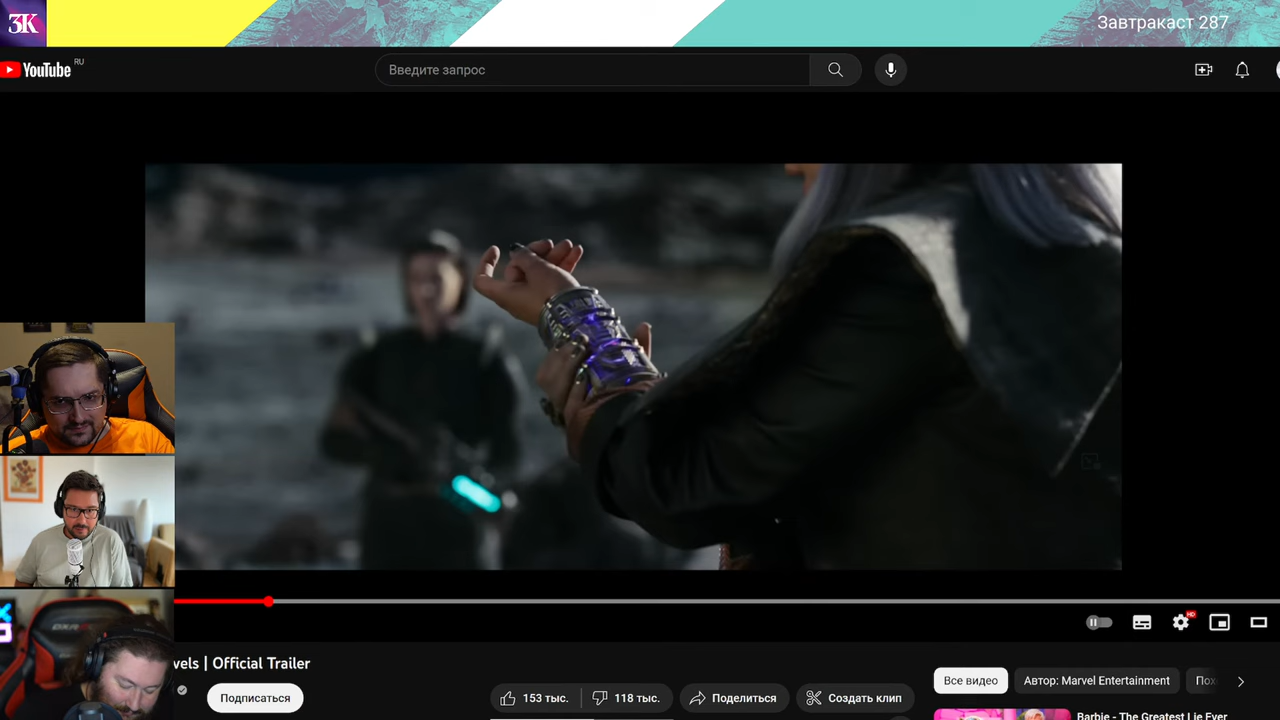 ЗК
Завтракаст 287
YouTube RU
Введите запрос
HD
vels | Official Trailer
Подписаться
153 тыс.
118 тыс.
Поделиться
Создать клип
Все видео
Автор: Marvel Entertainment
Пох
Barbie - The Greatest Lie Ever